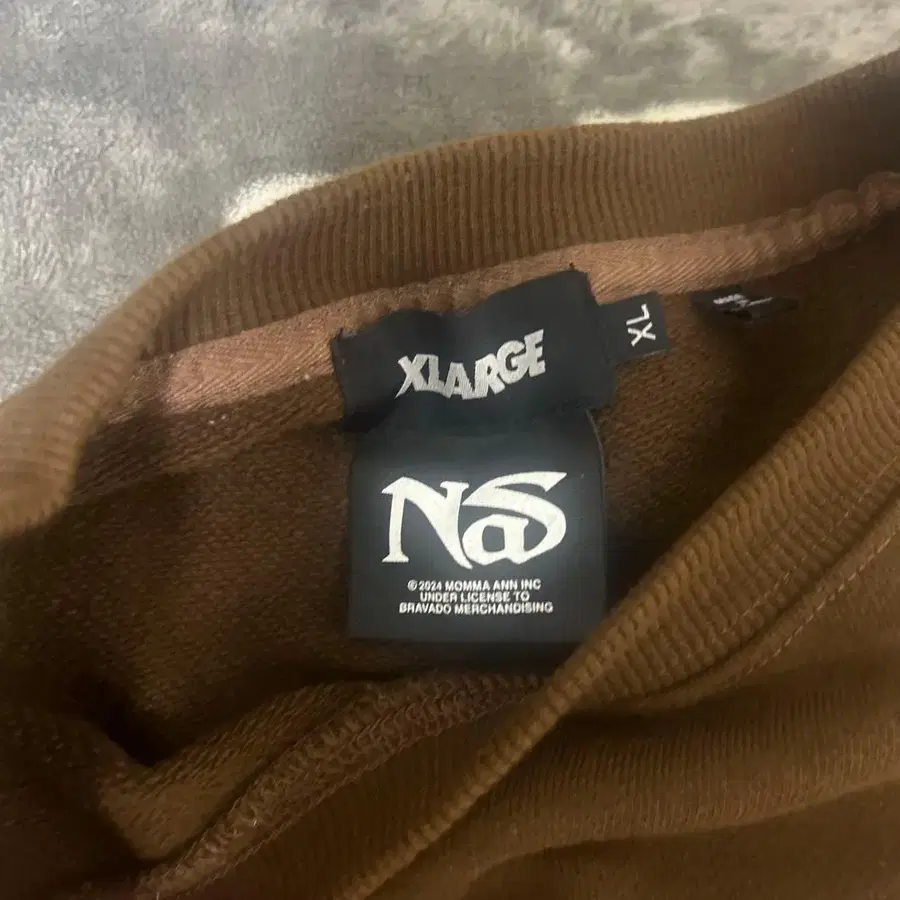 XLARGE
XL
NaS
© 2024 MOMMA ANN INC
UNDER LICENSE TO
BRAVADO MERCHANDISING